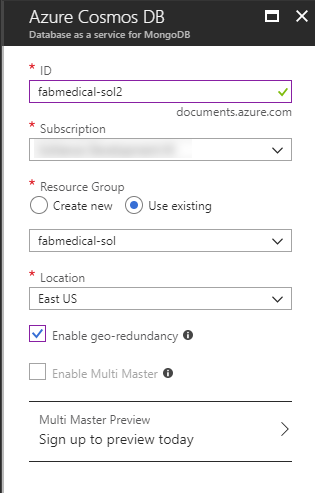 Azure Cosmos DB
Database as a service for MongoDB
* ID
fabmedical-sol2
documents.azure.com
* Subscription
* Resource Group
Create new Use existing
fabmedical-sol
* Location
East US
Enable geo-redundancy
Enable Multi Master
Multi Master Preview
Sign up to preview today